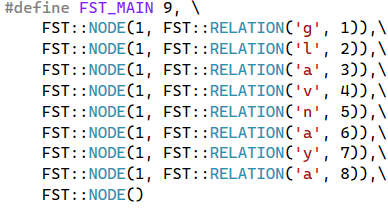 #define FST_MAIN 9, \
FST::NODE(1, FST::RELATION('g', 1)),\
FST::NODE(1, FST::RELATION('l', 2)),\
FST::NODE(1, FST::RELATION('a', 3)),\
FST::NODE(1, FST::RELATION('v', 4)),\
FST::NODE(1, FST::RELATION('n', 5)),\
FST::NODE(1, FST::RELATION('a', 6)),\
FST::NODE(1, FST::RELATION('y', 7)),\
FST::NODE(1, FST::RELATION('a', 8)),\
FST::NODE()